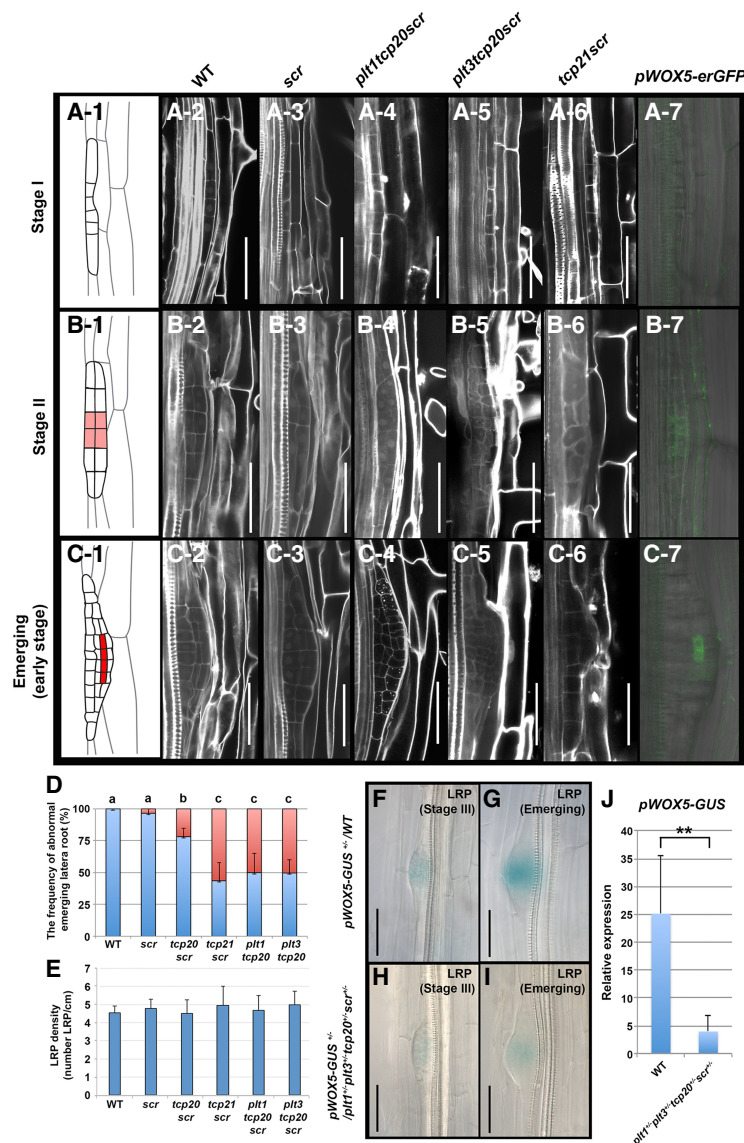 WT
scr
plt1tcp20scr
plt3tcp20scr
tcp21scr
pWOX5-erGFP
Stage I
A-1
A-2
A-3
A-4
A-5
A-6
A-7
Stage II
B-1
B-2
B-3
B-4
B-5
B-6
B-7
Emerging
(early stage)
C-1
C-2
C-3
C-4
C-5
C-6
C-7
D
The frequency of abnormal
emerging latera root (%)
100
75
50
25
0
a
a
b
c
c
c
WT
scr
tcp20
scr
tcp21
scr
plt1
tcp20
plt3
tcp20
E
LRP density
(number LRP/cm)
7
6
5
4
3
2
1
0
WT
scr
tcp20
scr
tcp21
scr
plt1
tcp20
scr
plt3
tcp20
scr
pWOX5-GUS +/- /WT
F
LRP
(Stage III)
G
LRP
(Emerging)
pWOX5-GUS +/-
/plt1+/-plt3+/-tcp20+/-scr+/-
H
LRP
(Stage III)
I
LRP
(Emerging)
J
pWOX5-GUS
Relative expression
40
35
30
25
20
15
10
5
0
**
WT
plt1+/-plt3+/-tcp20+/-scr+/-